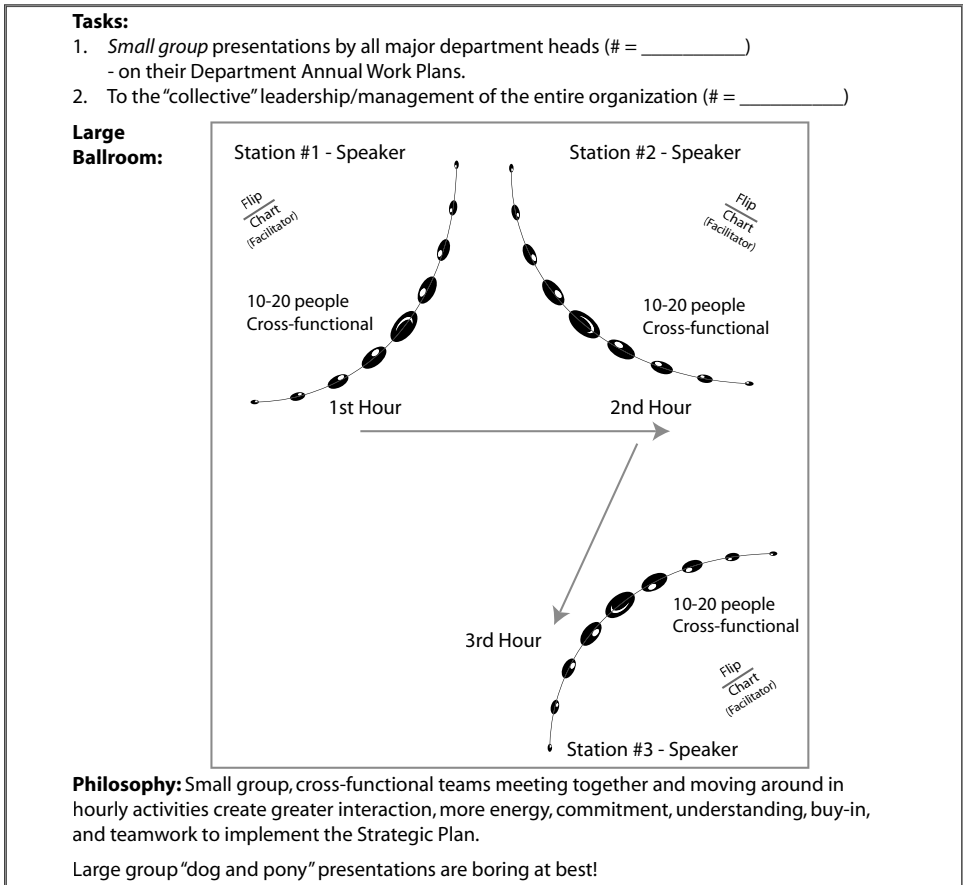 Tasks:
1. Small group presentations by all major department heads (# = __________)
- on their Department Annual Work Plans.
2. To the “collective” leadership/management of the entire organization (# = __________)
Large
Ballroom:
Station #1 - Speaker
Flip
Chart
(Facilitator)
10-20 people
Cross-functional
1st Hour
Station #2 - Speaker
Flip
Chart
(Facilitator)
10-20 people
Cross-functional
2nd Hour
3rd Hour
10-20 people
Cross-functional
Flip
Chart
(Facilitator)
Station #3 - Speaker
Philosophy: Small group, cross-functional teams meeting together and moving around in
hourly activities create greater interaction, more energy, commitment, understanding, buy-in,
and teamwork to implement the Strategic Plan.
Large group “dog and pony” presentations are boring at best!